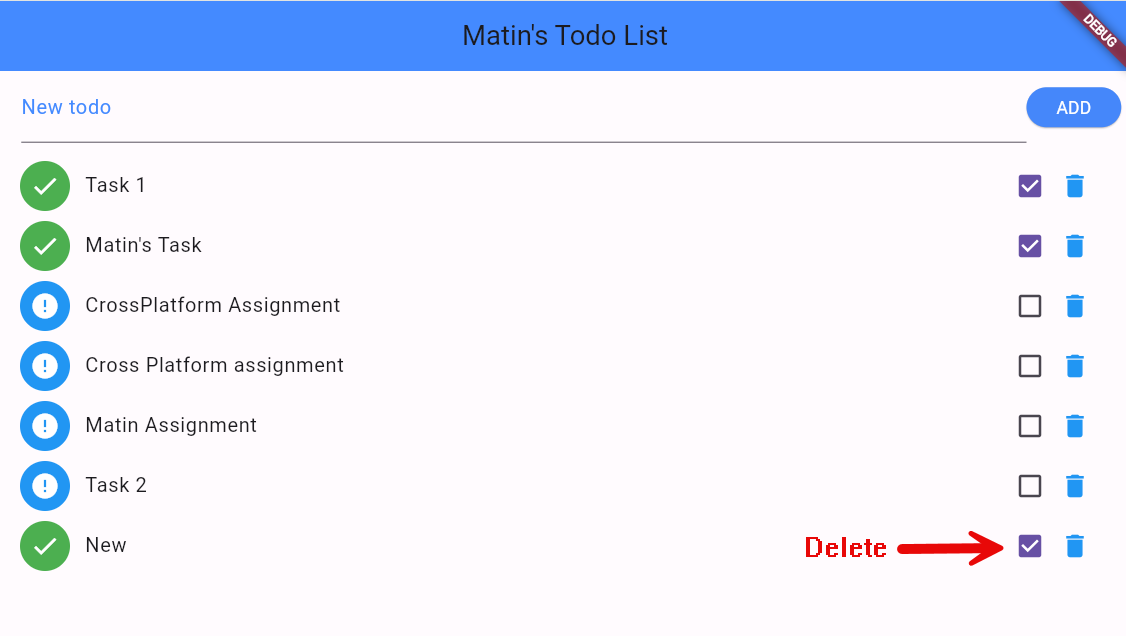 Matin's Todo List
DEBUG
New todo
ADD
Task 1
Matin's Task
CrossPlatform Assignment
Cross Platform assignment
Matin Assignment
Task 2
New
Delete